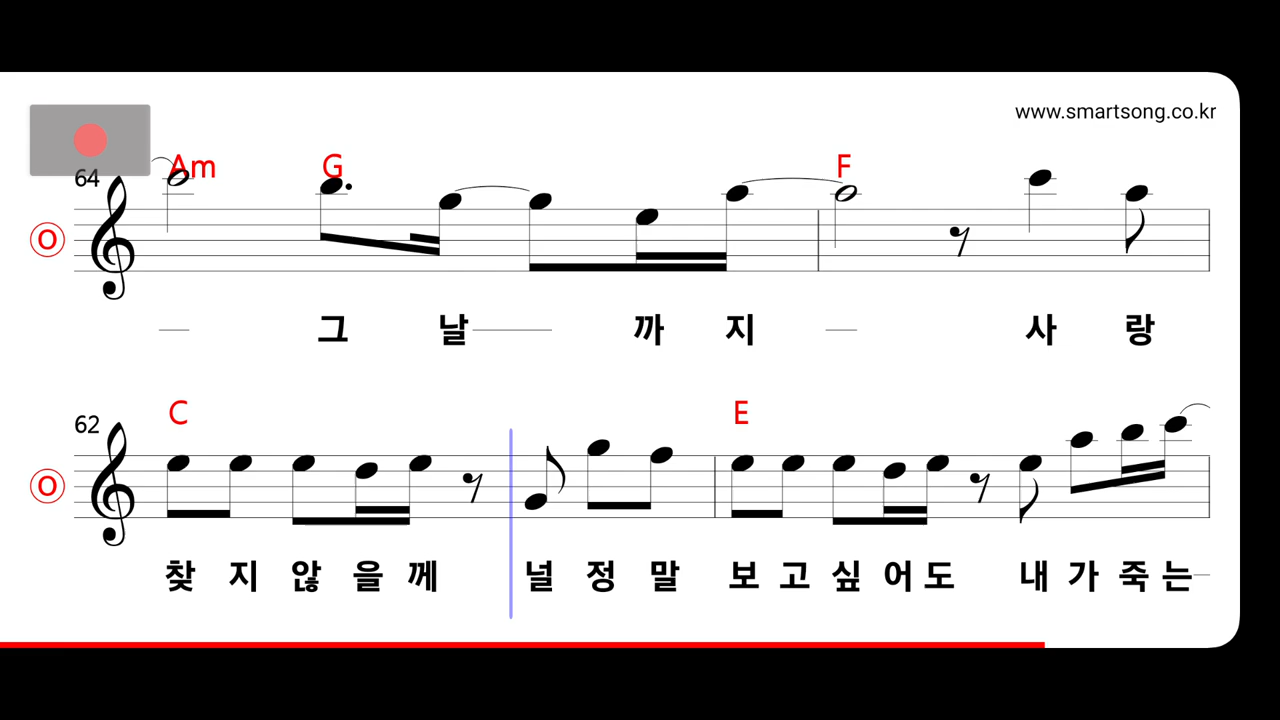 www.smartsong.co.kr
Am G F
64
O
그 날 까 지 사 랑
C E
62
O
찾 지 않 을 께 널 정 말 보 고 싶 어 도 내 가 죽 는